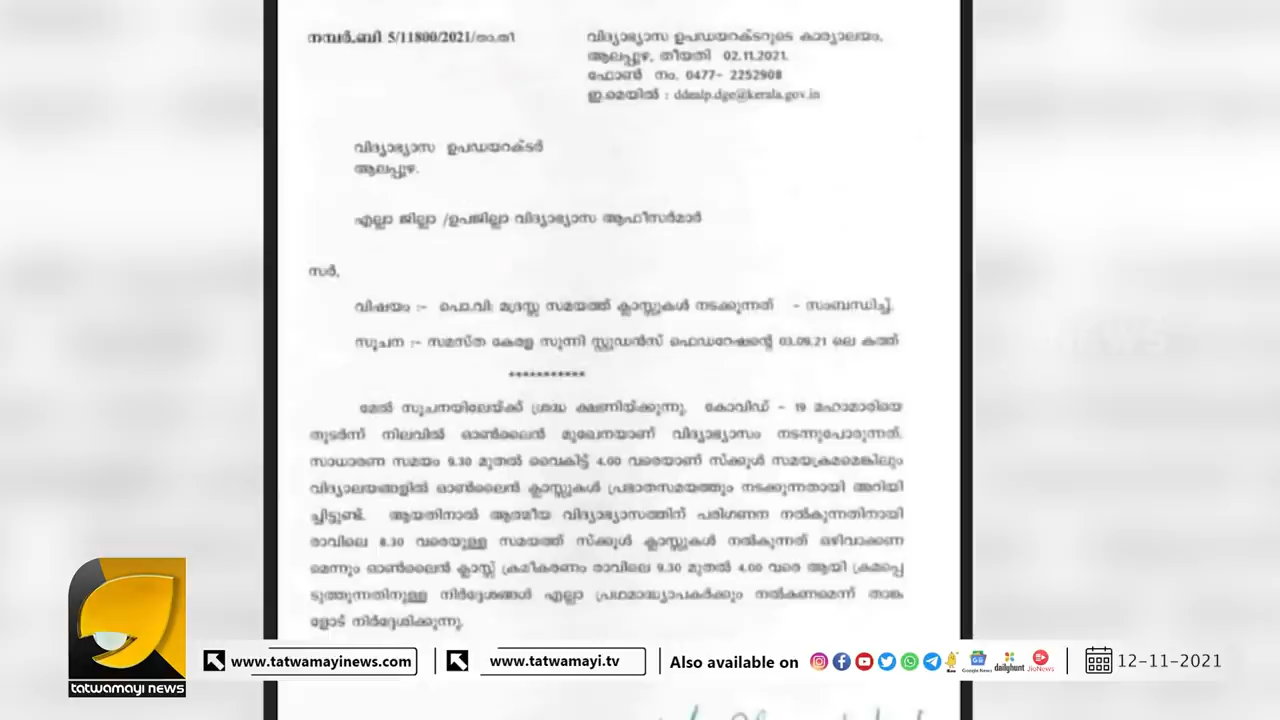 നമ്പർ.ബി 5/11800/2021/താ.തീ
വിദ്യാഭ്യാസ ഉപഡയറക്ടറുടെ കാര്യാലയം,
ആലപ്പുഴ, തീയതി 02.11.2021.
ഫോൺ നം. 0477- 2252908
ഇ.മെയിൽ : ddealp.dge@kerala.gov.in
വിദ്യാഭ്യാസ ഉപഡയറക്ടർ
ആലപ്പുഴ.
എല്ലാ ജില്ലാ /ഉപജില്ലാ വിദ്യാഭ്യാസ ആഫീസർമാർ
സർ,
വിഷയം :- പൊ.വി: മദ്രസ്സ സമയത്ത് ക്ലാസ്സുകൾ നടക്കുന്നത് - സംബന്ധിച്ച്.
സൂചന :- സമസ്ത കേരള സുന്നി സ്റ്റുഡൻസ് ഫെഡറേഷന്റെ 03.09.21 ലെ കത്ത്
***********
മേൽ സൂചനയിലേയ്ക്ക് ശ്രദ്ധ ക്ഷണിയ്ക്കുന്നു. കോവിഡ് - 19 മഹാമാരിയെ
തുടർന്ന് നിലവിൽ ഓൺലൈൻ മുഖേനയാണ് വിദ്യാഭ്യാസം നടന്നുപോരുന്നത്.
സാധാരണ സമയം 9.30 മുതൽ വൈകിട്ട് 4.00 വരെയാണ് സ്ക്കൂൾ സമയക്രമമെങ്കിലും
വിദ്യാലയങ്ങളിൽ ഓൺലൈൻ ക്ലാസ്സുകൾ പ്രഭാതസമയത്തും നടക്കുന്നതായി അറിയി
ച്ചിട്ടുണ്ട്. ആയതിനാൽ ആത്മീയ വിദ്യാഭ്യാസത്തിന് പരിഗണന നൽകുന്നതിനായി
രാവിലെ 8.30 വരെയുള്ള സമയത്ത് സ്ക്കൂൾ ക്ലാസ്സുകൾ നൽകുന്നത് ഒഴിവാക്കണ
മെന്നും ഓൺലൈൻ ക്ലാസ്സ് ക്രമീകരണം രാവിലെ 9.30 മുതൽ 4.00 വരെ ആയി ക്രമപ്പെ
ടുത്തുന്നതിനുള്ള നിർദ്ദേശങ്ങൾ എല്ലാ പ്രഥമാദ്ധ്യാപകർക്കും നൽകണമെന്ന് താങ്ക
ളോട് നിർദ്ദേശിക്കുന്നു.
tatwamayi news
www.tatwamayinews.com
www.tatwamayi.tv
Also available on
Google News
dailyhunt
JioNews
12-11-2021